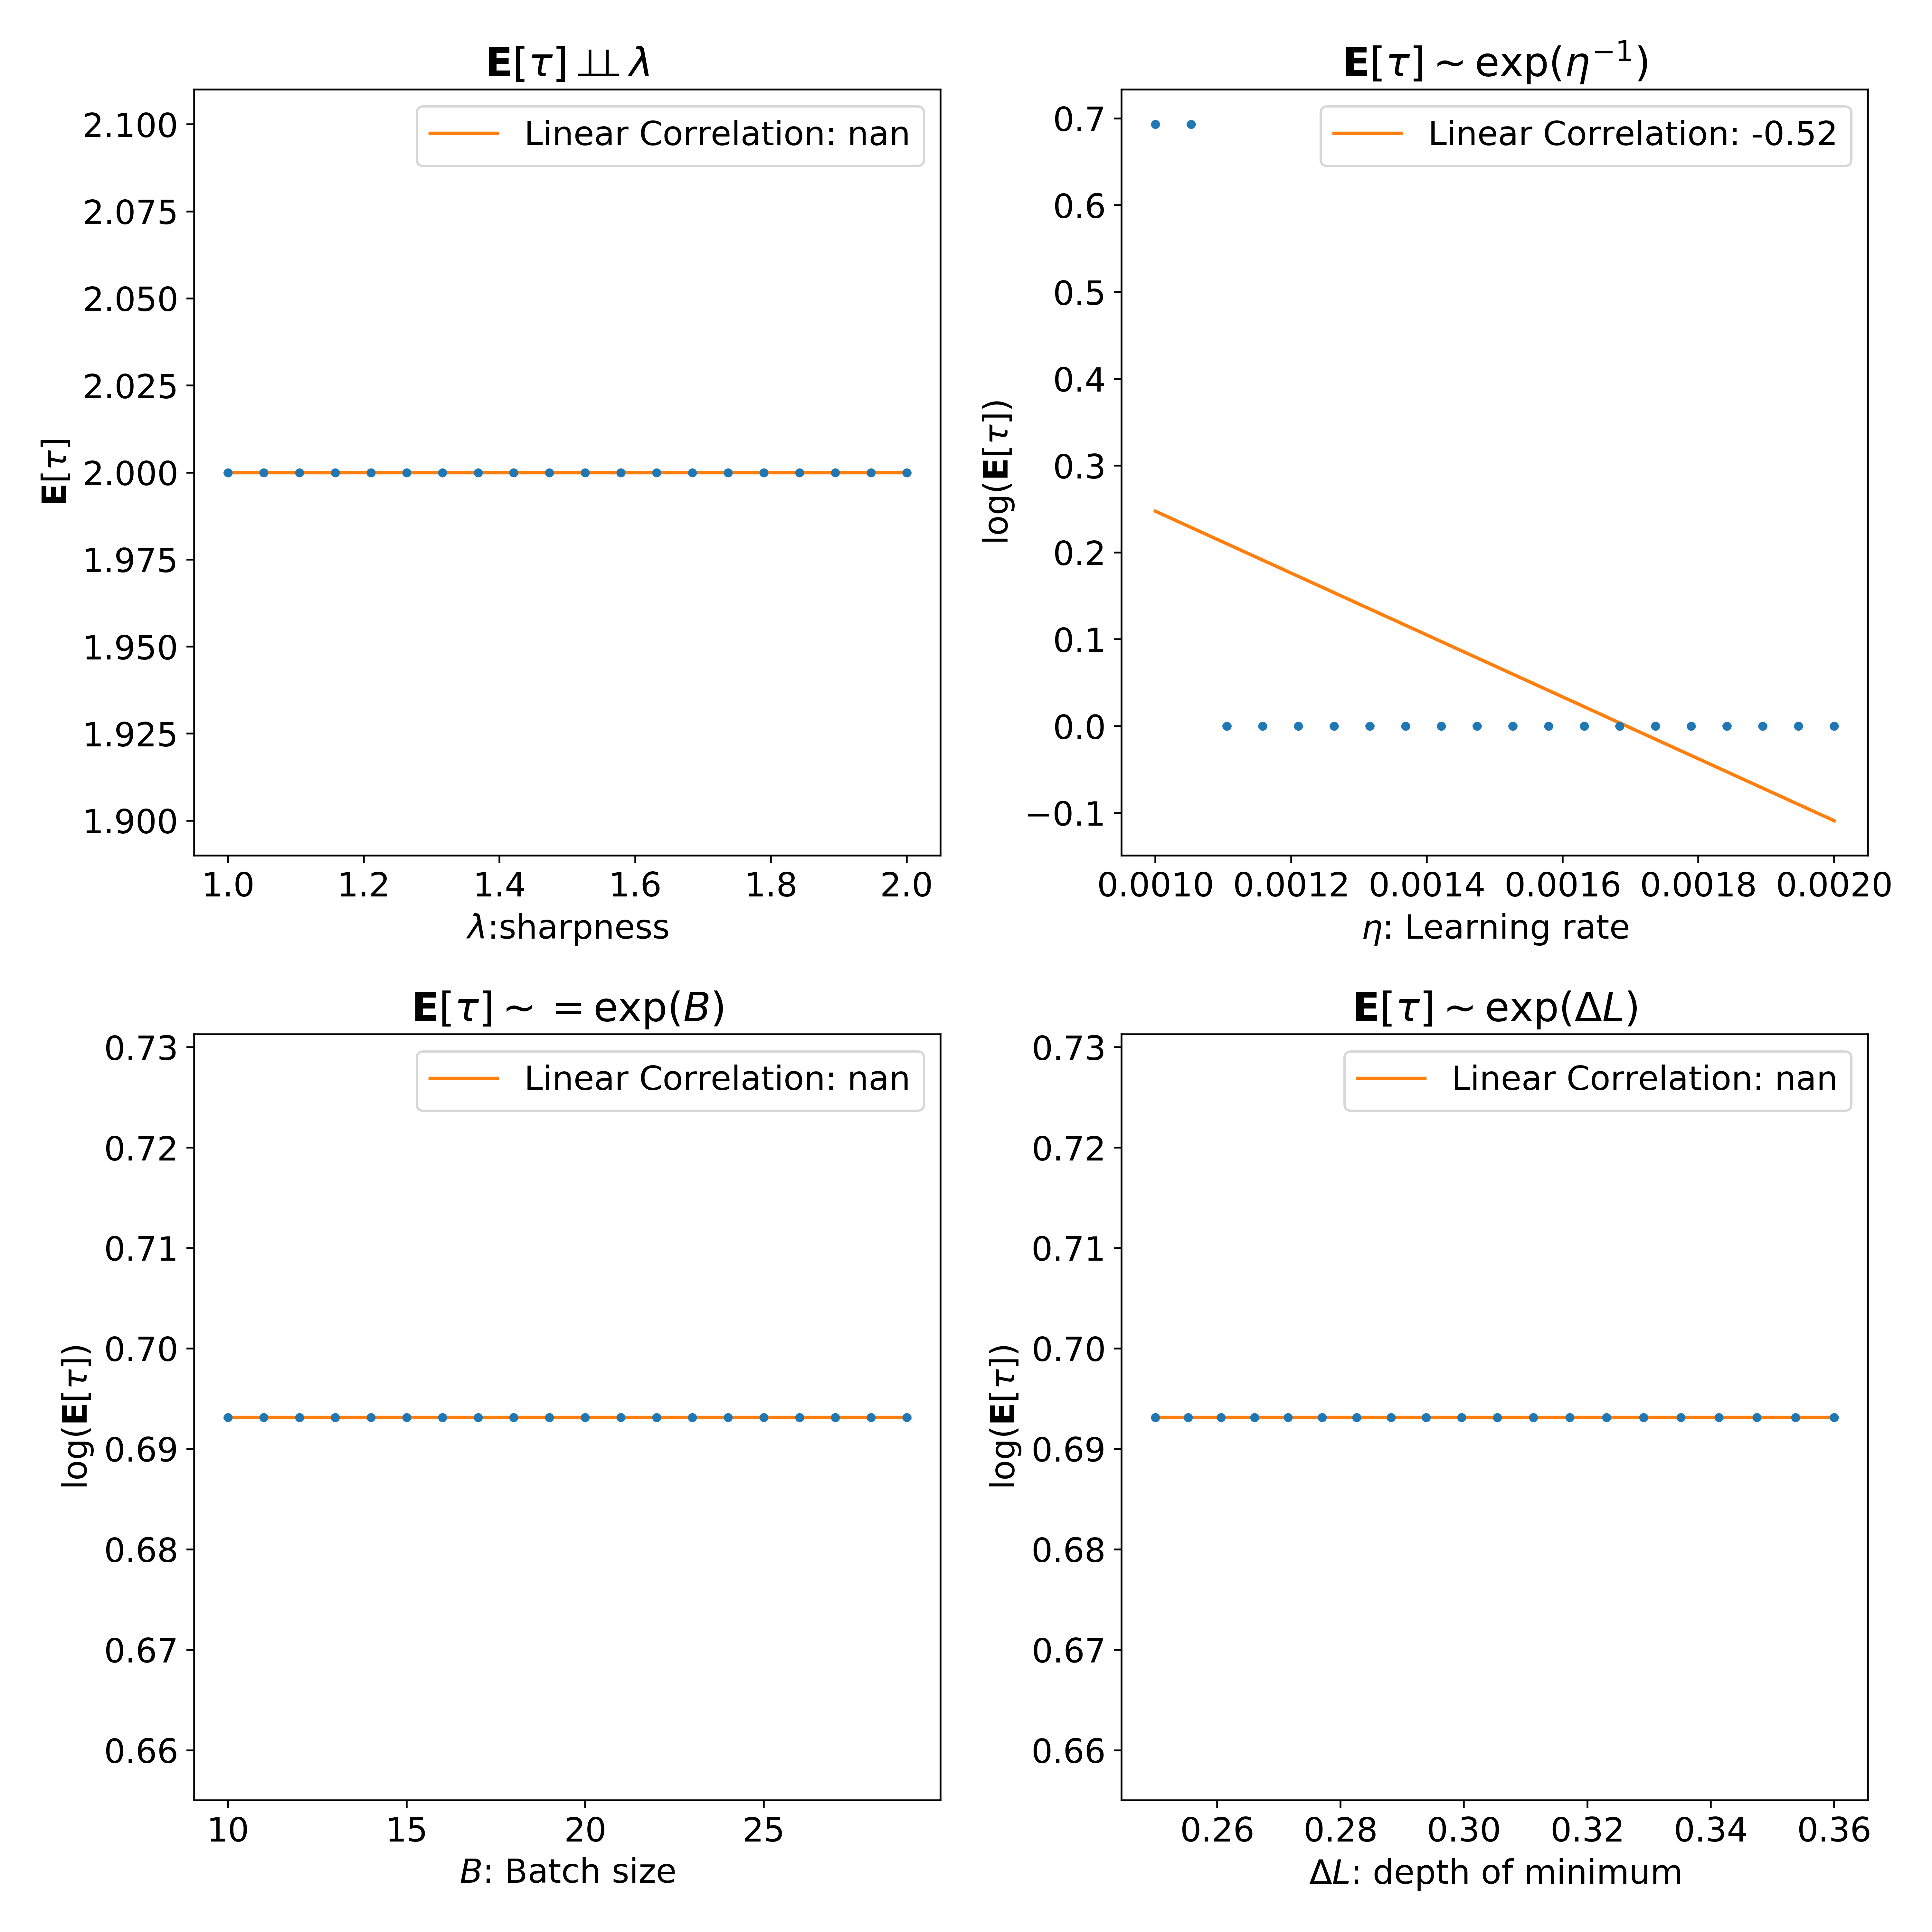 E[τ] ⊥⊥ λ
Linear Correlation: nan
2.100
2.075
2.050
2.025
2.000
1.975
1.950
1.925
1.900
E[τ]
1.0 1.2 1.4 1.6 1.8 2.0
λ:sharpness
E[τ] ~ exp(η⁻¹)
Linear Correlation: -0.52
0.7
0.6
0.5
0.4
0.3
0.2
0.1
0.0
−0.1
log(E[τ])
0.0010 0.0012 0.0014 0.0016 0.0018 0.0020
η: Learning rate
E[τ] ~ = exp(B)
Linear Correlation: nan
0.73
0.72
0.71
0.70
0.69
0.68
0.67
0.66
log(E[τ])
10 15 20 25
B: Batch size
E[τ] ~ exp(ΔL)
Linear Correlation: nan
0.73
0.72
0.71
0.70
0.69
0.68
0.67
0.66
log(E[τ])
0.26 0.28 0.30 0.32 0.34 0.36
ΔL: depth of minimum